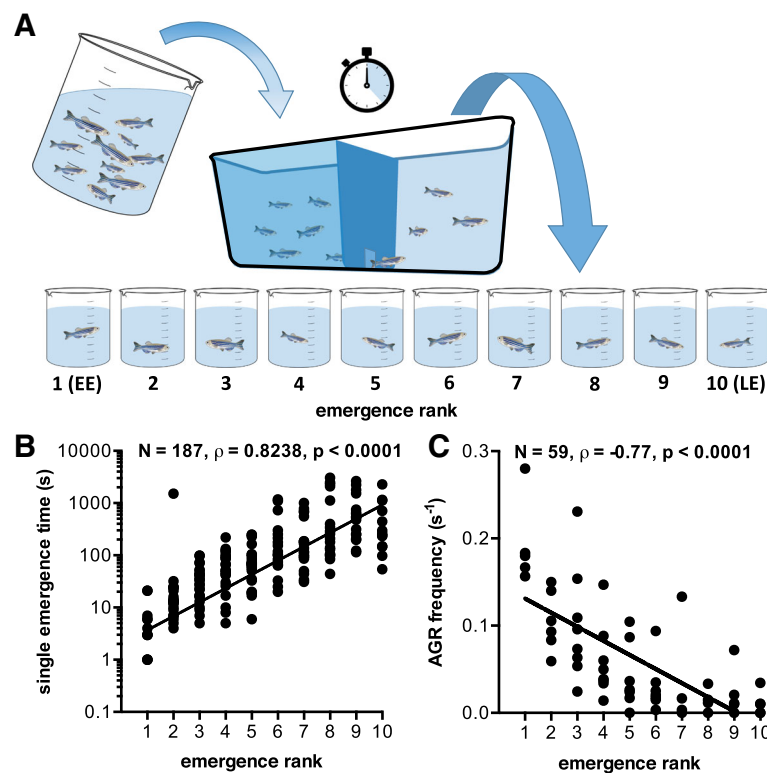 A
1 (EE) 2 3 4 5 6 7 8 9 10 (LE)
emergence rank
B
N = 187, ρ = 0.8238, p < 0.0001
single emergence time (s)
10000
1000
100
10
1
0.1
1 2 3 4 5 6 7 8 9 10
emergence rank
C
N = 59, ρ = -0.77, p < 0.0001
AGR frequency (s⁻¹)
0.3
0.2
0.1
0.0
1 2 3 4 5 6 7 8 9 10
emergence rank